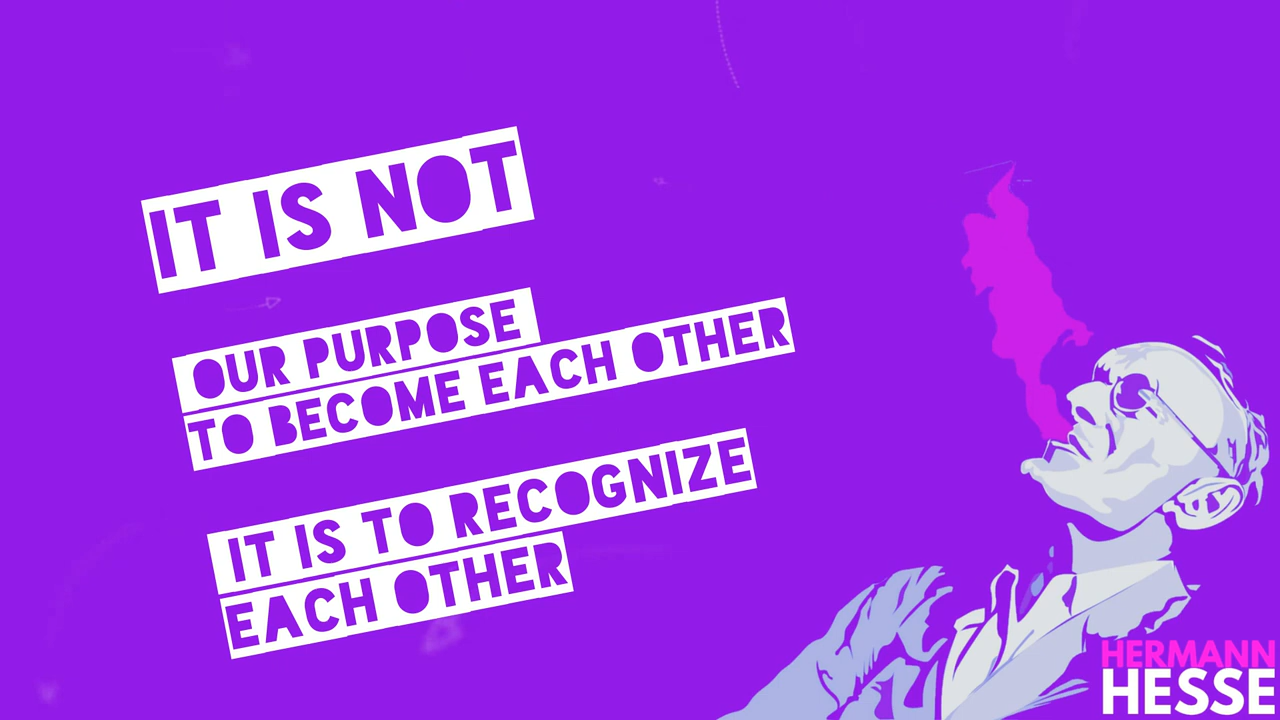 IT IS NOT
OUR PURPOSE
TO BECOME EACH OTHER
IT IS TO RECOGNIZE
EACH OTHER
HERMANN
HESSE